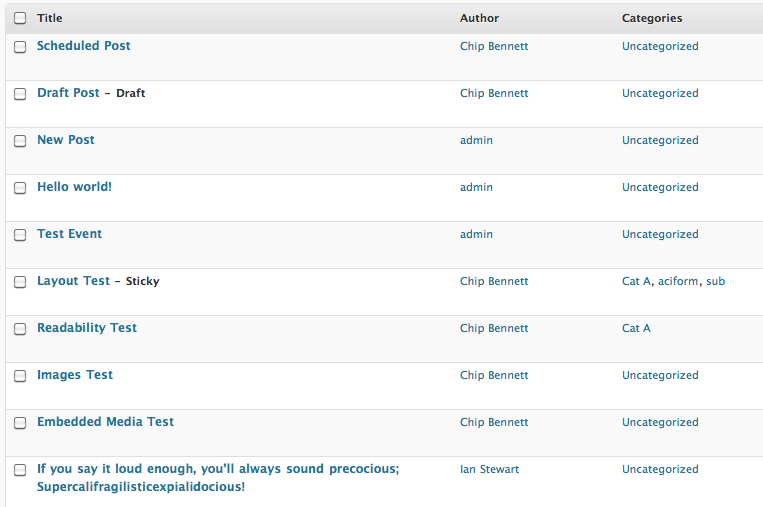 Title Author Categories
Scheduled Post Chip Bennett Uncategorized
Draft Post – Draft Chip Bennett Uncategorized
New Post admin Uncategorized
Hello world! admin Uncategorized
Test Event admin Uncategorized
Layout Test – Sticky Chip Bennett Cat A, aciform, sub
Readability Test Chip Bennett Cat A
Images Test Chip Bennett Uncategorized
Embedded Media Test Chip Bennett Uncategorized
If you say it loud enough, you’ll always sound precocious; Ian Stewart Uncategorized
Supercalifragilisticexpialidocious!